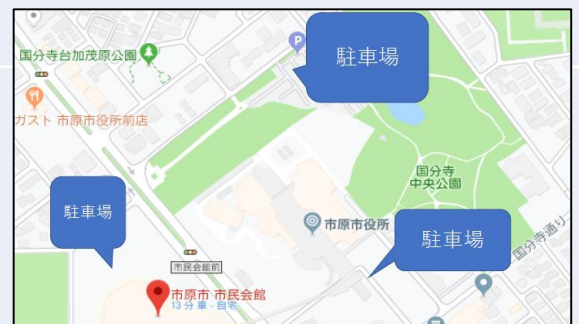 国分寺台加茂原公園
駐車場
ガスト 市原市役所前店
国分寺
中央公園
駐車場
市原市役所
駐車場
国分寺通り
市民会館前
市原市 市民会館
13 分 車 - 自宅
P